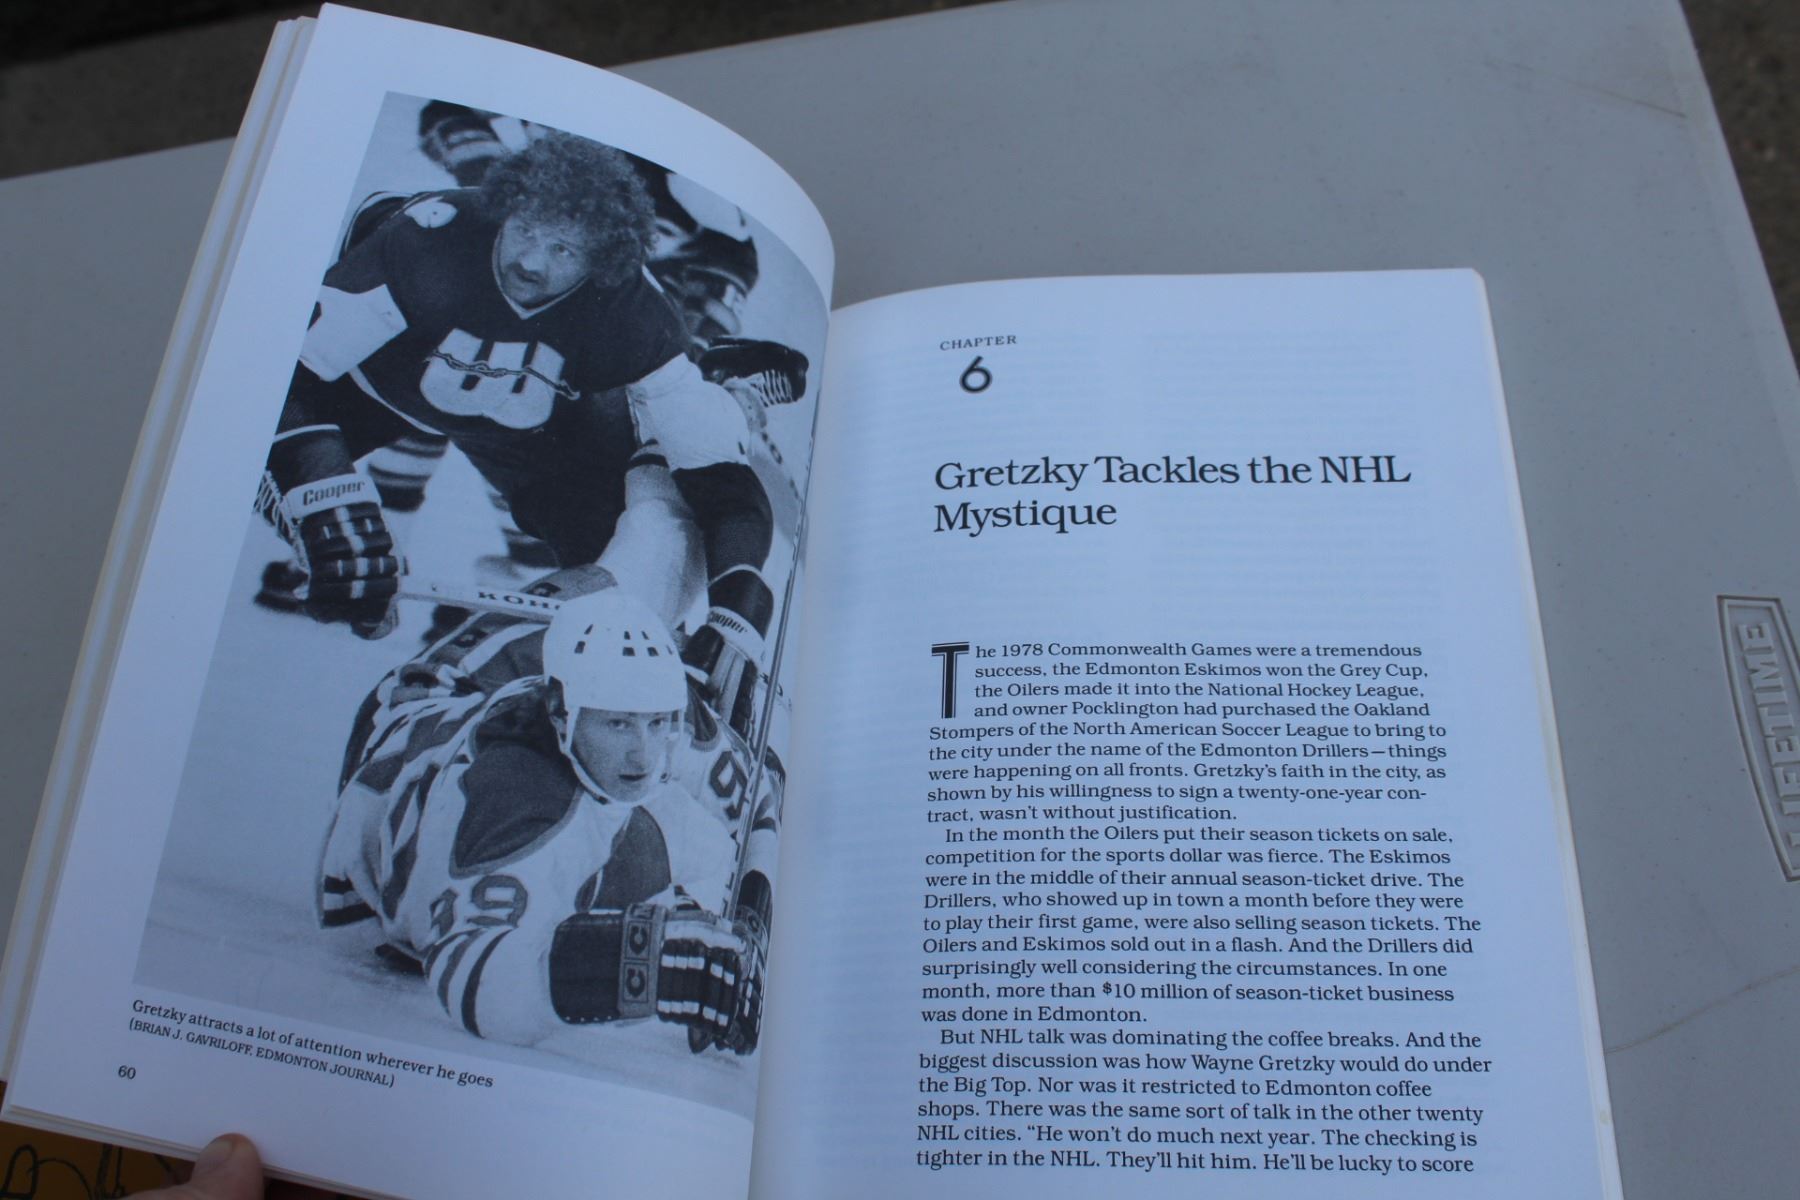 Cooper
KOHO
Cooper
99
9
CCM
Gretzky attracts a lot of attention wherever he goes
(BRIAN J. GAVRILOFF, EDMONTON JOURNAL)
60
CHAPTER
6
Gretzky Tackles the NHL
Mystique
The 1978 Commonwealth Games were a tremendous
success, the Edmonton Eskimos won the Grey Cup,
the Oilers made it into the National Hockey League,
and owner Pocklington had purchased the Oakland
Stompers of the North American Soccer League to bring to
the city under the name of the Edmonton Drillers—things
were happening on all fronts. Gretzky's faith in the city, as
shown by his willingness to sign a twenty-one-year con-
tract, wasn't without justification.
In the month the Oilers put their season tickets on sale,
competition for the sports dollar was fierce. The Eskimos
were in the middle of their annual season-ticket drive. The
Drillers, who showed up in town a month before they were
to play their first game, were also selling season tickets. The
Oilers and Eskimos sold out in a flash. And the Drillers did
surprisingly well considering the circumstances. In one
month, more than $10 million of season-ticket business
was done in Edmonton.
But NHL talk was dominating the coffee breaks. And the
biggest discussion was how Wayne Gretzky would do under
the Big Top. Nor was it restricted to Edmonton coffee
shops. There was the same sort of talk in the other twenty
NHL cities. "He won't do much next year. The checking is
tighter in the NHL. They'll hit him. He'll be lucky to score
LIFETIME